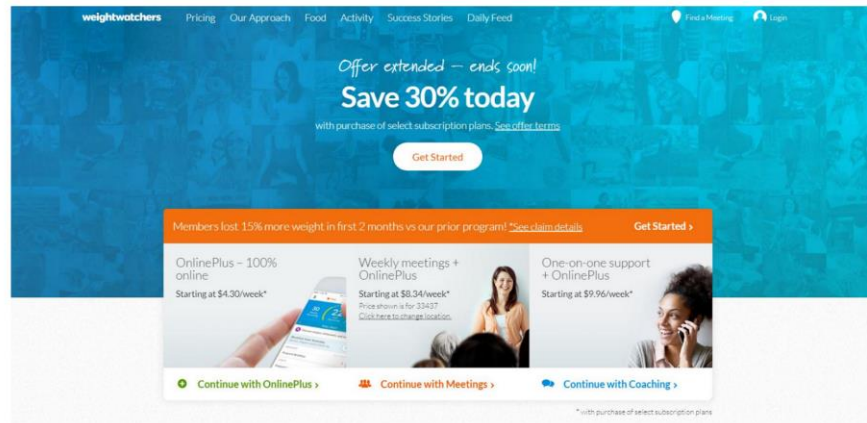 weightwatchers Pricing Our Approach Food Activity Success Stories Daily Feed Find a Meeting Login
Offer extended — ends soon!
Save 30% today
with purchase of select subscription plans. See offer terms
Get Started
Members lost 15% more weight in first 2 months vs our prior program! *See claim details Get Started >
OnlinePlus – 100%
online
Starting at $4.30/week*
Continue with OnlinePlus >
Weekly meetings +
OnlinePlus
Starting at $8.34/week*
Price shown is for 33437
Click here to change location.
Continue with Meetings >
One-on-one support
+ OnlinePlus
Starting at $9.96/week*
Continue with Coaching >
* with purchase of select subscription plans